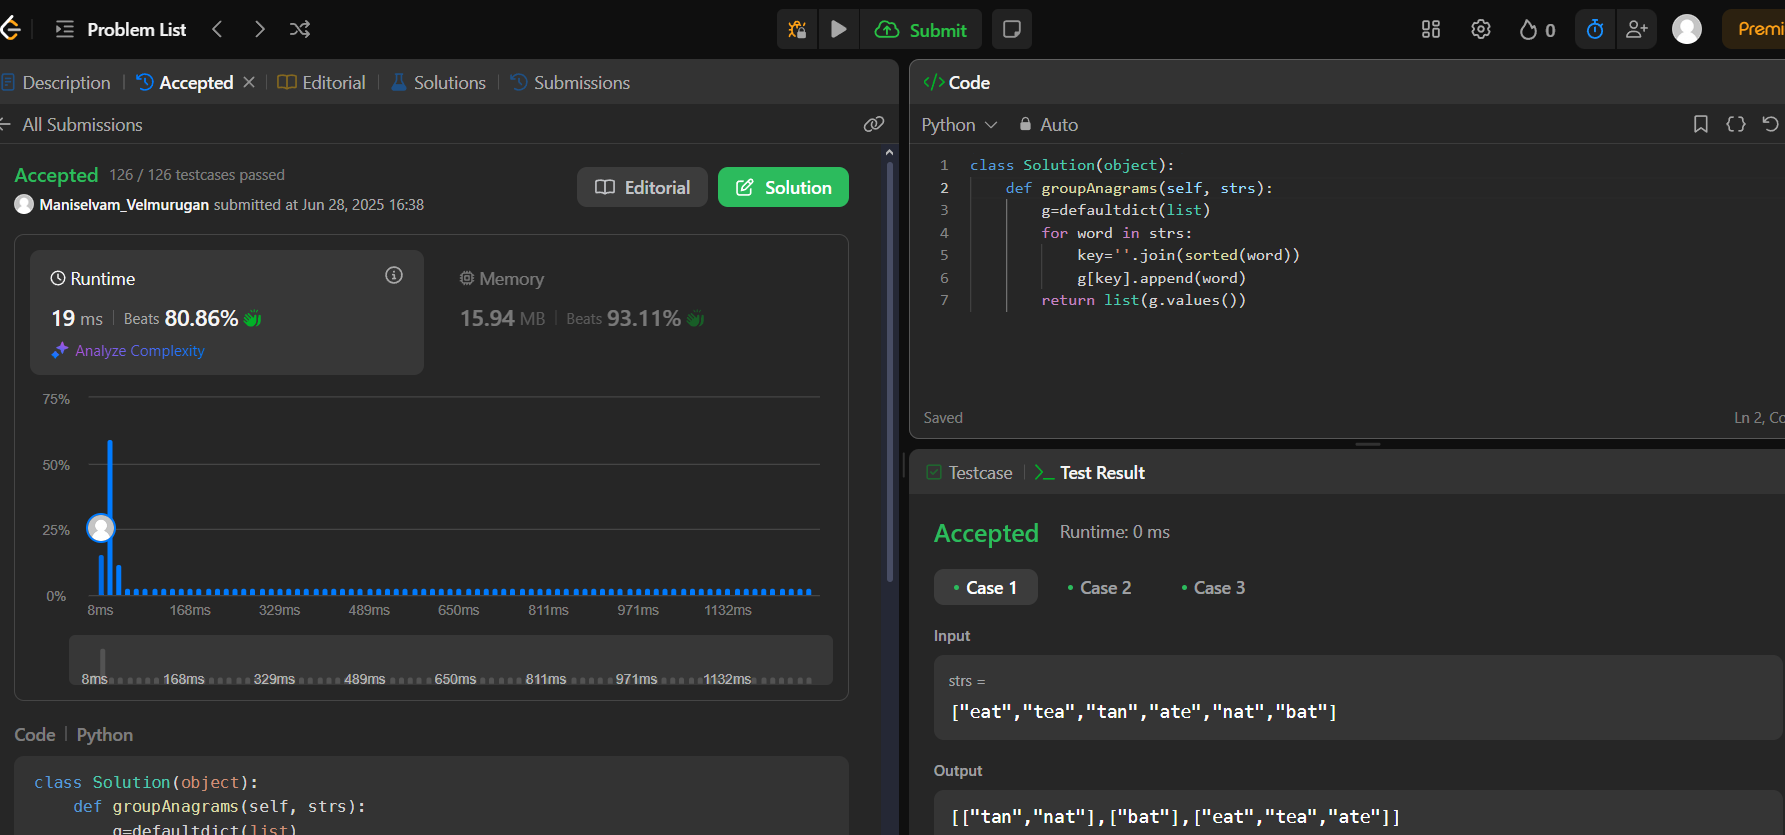 Problem List
Submit
0
Premi
Description
Accepted
Editorial
Solutions
Submissions
All Submissions
Accepted 126 / 126 testcases passed
Maniselvam_Velmurugan submitted at Jun 28, 2025 16:38
Editorial
Solution
Runtime
19 ms Beats 80.86%
Analyze Complexity
Memory
15.94 MB Beats 93.11%
75%
50%
25%
0%
8ms 168ms 329ms 489ms 650ms 811ms 971ms 1132ms
8ms 168ms 329ms 489ms 650ms 811ms 971ms 1132ms
Code Python
class Solution(object):
def groupAnagrams(self, strs):
g=defaultdict(list)
Code
Python Auto
1 class Solution(object):
2 def groupAnagrams(self, strs):
3 g=defaultdict(list)
4 for word in strs:
5 key=''.join(sorted(word))
6 g[key].append(word)
7 return list(g.values())
Saved
Ln 2, Co
Testcase
>_ Test Result
Accepted Runtime: 0 ms
Case 1 Case 2 Case 3
Input
strs =
["eat","tea","tan","ate","nat","bat"]
Output
[["tan","nat"],["bat"],["eat","tea","ate"]]